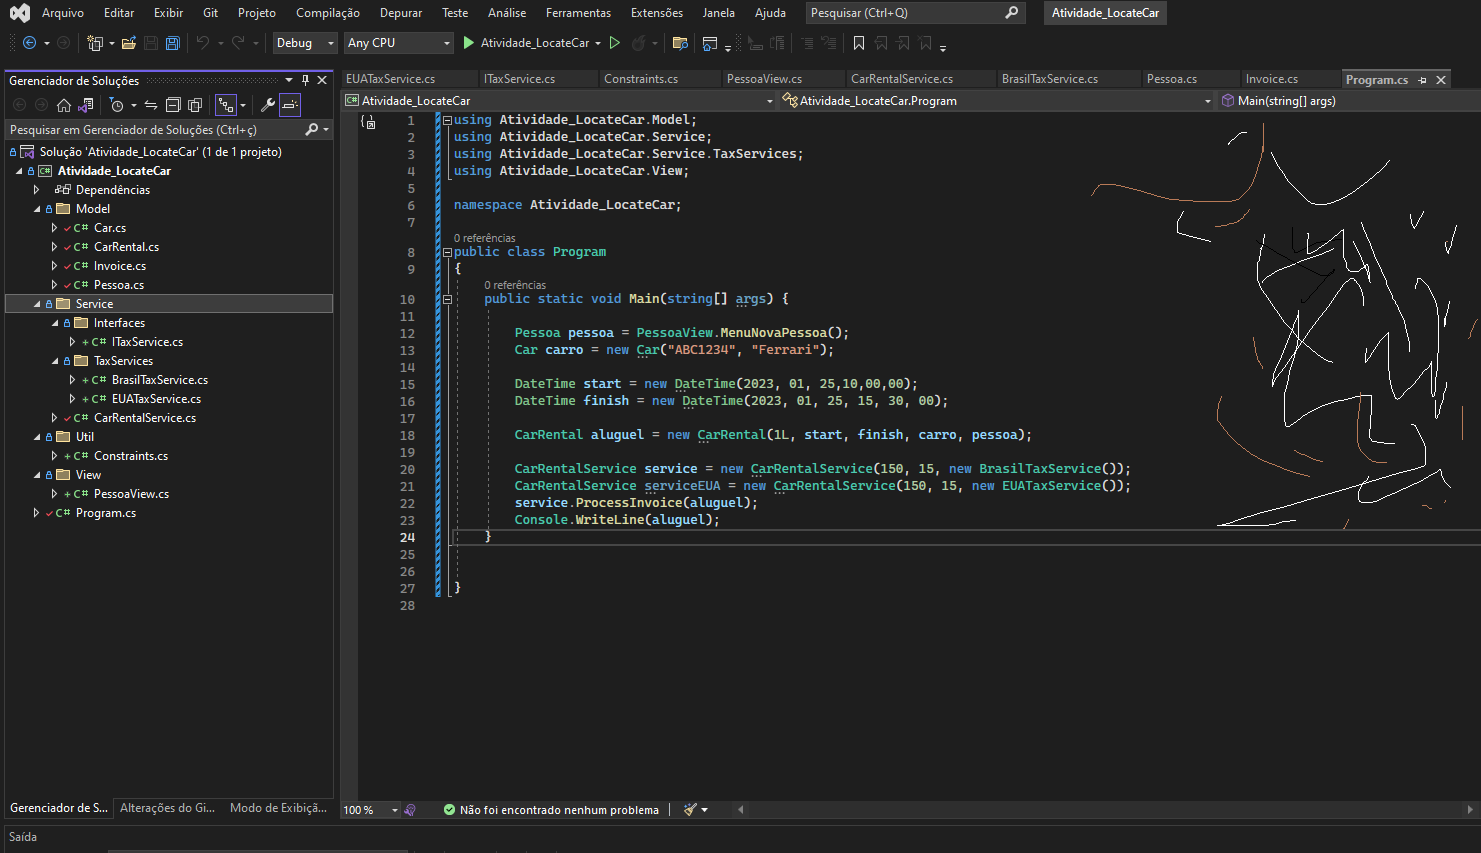 Arquivo Editar Exibir Git Projeto Compilação Depurar Teste Análise Ferramentas Extensões Janela Ajuda Pesquisar (Ctrl+Q) Atividade_LocateCar
Debug Any CPU Atividade_LocateCar
Gerenciador de Soluções
Pesquisar em Gerenciador de Soluções (Ctrl+ç)
Solução 'Atividade_LocateCar' (1 de 1 projeto)
Atividade_LocateCar
Dependências
Model
C# Car.cs
C# CarRental.cs
C# Invoice.cs
C# Pessoa.cs
Service
Interfaces
C# ITaxService.cs
TaxServices
C# BrasilTaxService.cs
C# EUATaxService.cs
C# CarRentalService.cs
Util
C# Constraints.cs
View
C# PessoaView.cs
C# Program.cs
Gerenciador de S... Alterações do Gi... Modo de Exibiçã...
EUATaxService.cs ITaxService.cs Constraints.cs PessoaView.cs CarRentalService.cs BrasilTaxService.cs Pessoa.cs Invoice.cs Program.cs
C# Atividade_LocateCar Atividade_LocateCar.Program Main(string[] args)
1 using Atividade_LocateCar.Model;
2 using Atividade_LocateCar.Service;
3 using Atividade_LocateCar.Service.TaxServices;
4 using Atividade_LocateCar.View;
5
6 namespace Atividade_LocateCar;
7
0 referências
8 public class Program
9 {
0 referências
10 public static void Main(string[] args) {
11
12 Pessoa pessoa = PessoaView.MenuNovaPessoa();
13 Car carro = new Car("ABC1234", "Ferrari");
14
15 DateTime start = new DateTime(2023, 01, 25,10,00,00);
16 DateTime finish = new DateTime(2023, 01, 25, 15, 30, 00);
17
18 CarRental aluguel = new CarRental(1L, start, finish, carro, pessoa);
19
20 CarRentalService service = new CarRentalService(150, 15, new BrasilTaxService());
21 CarRentalService serviceEUA = new CarRentalService(150, 15, new EUATaxService());
22 service.ProcessInvoice(aluguel);
23 Console.WriteLine(aluguel);
24 }
25
26
27 }
28
100 % Não foi encontrado nenhum problema
Saída